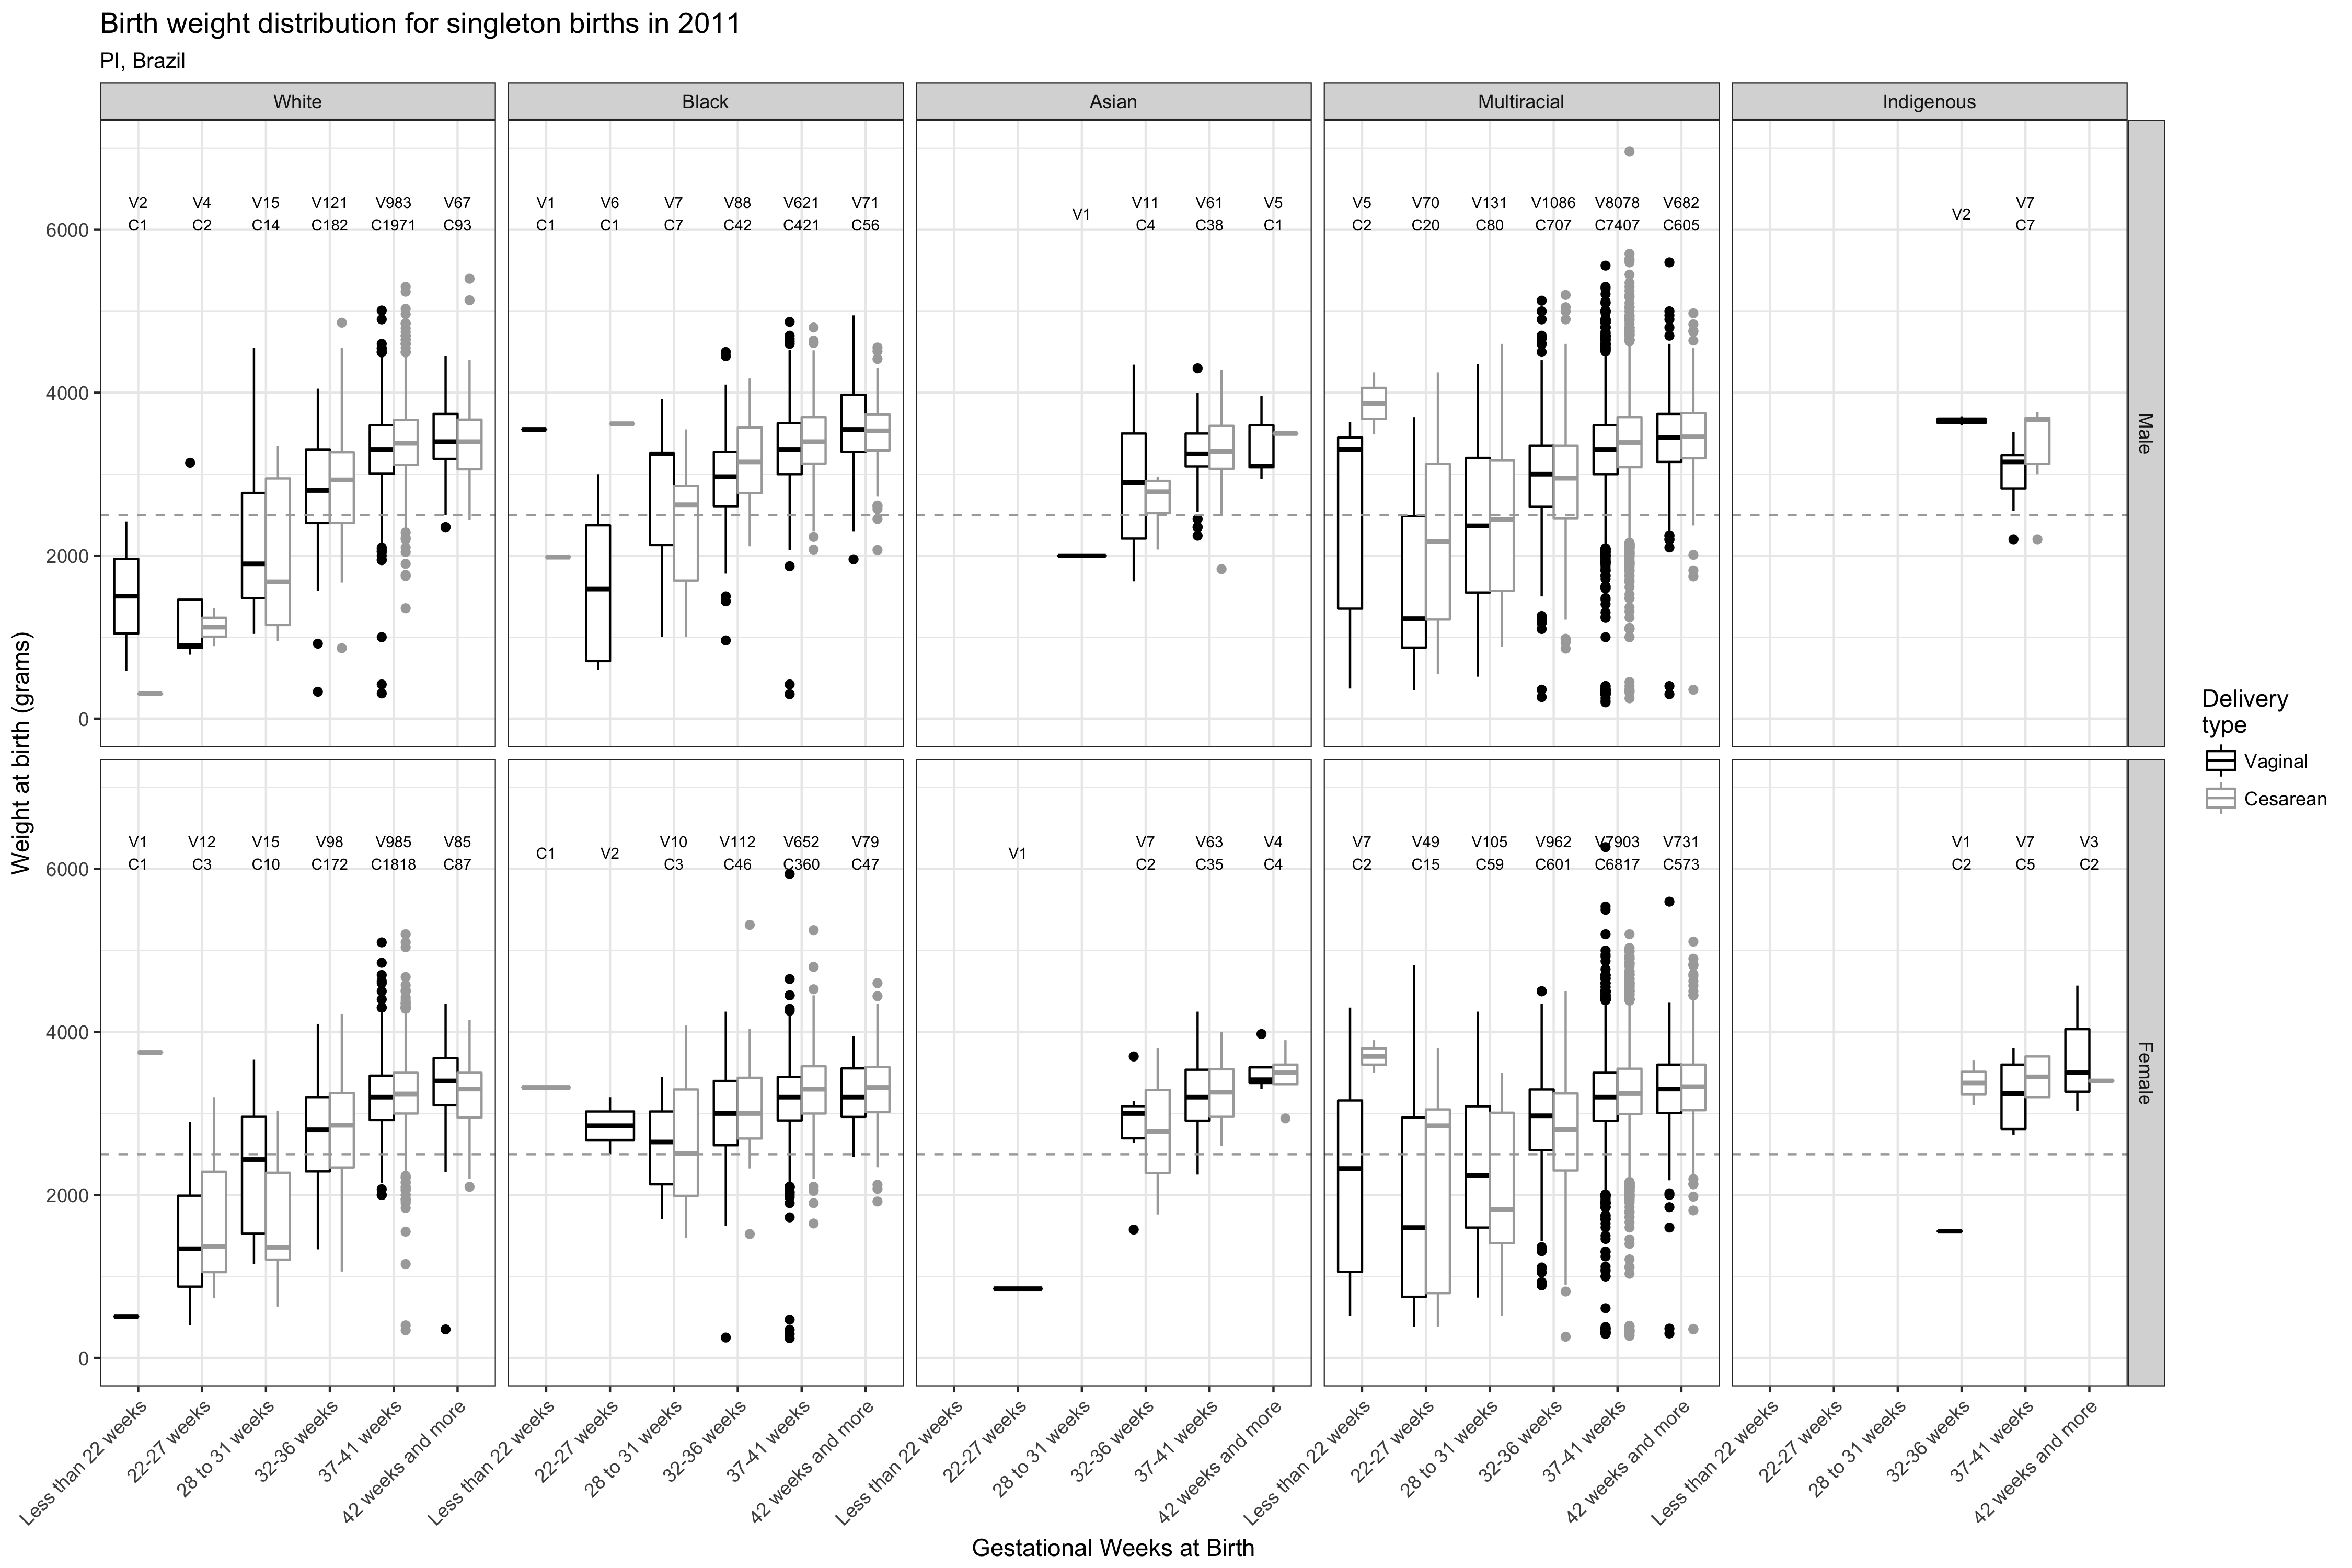 Birth weight distribution for singleton births in 2011
PI, Brazil
White Black Asian Multiracial Indigenous
V2 V4 V15 V121 V983 V67 V1 V6 V7 V88 V621 V71 V1 V11 V61 V5 V5 V70 V131 V1086 V8078 V682 V2 V7
C1 C2 C14 C182 C1971 C93 C1 C1 C7 C42 C421 C56 C4 C38 C1 C2 C20 C80 C707 C7407 C605 C7
6000
4000
2000
0
Male
V1 V12 V15 V98 V985 V85 C1 V2 V10 V112 V652 V79 V1 V7 V63 V4 V7 V49 V105 V962 V7903 V731 V1 V7 V3
C1 C3 C10 C172 C1818 C87 C3 C46 C360 C47 C2 C35 C4 C2 C15 C59 C601 C6817 C573 C2 C5 C2
6000
4000
2000
0
Female
Weight at birth (grams)
Less than 22 weeks 22-27 weeks 28 to 31 weeks 32-36 weeks 37-41 weeks 42 weeks and more
Less than 22 weeks 22-27 weeks 28 to 31 weeks 32-36 weeks 37-41 weeks 42 weeks and more
Less than 22 weeks 22-27 weeks 28 to 31 weeks 32-36 weeks 37-41 weeks 42 weeks and more
Less than 22 weeks 22-27 weeks 28 to 31 weeks 32-36 weeks 37-41 weeks 42 weeks and more
Less than 22 weeks 22-27 weeks 28 to 31 weeks 32-36 weeks 37-41 weeks 42 weeks and more
Gestational Weeks at Birth
Delivery
type
Vaginal
Cesarean